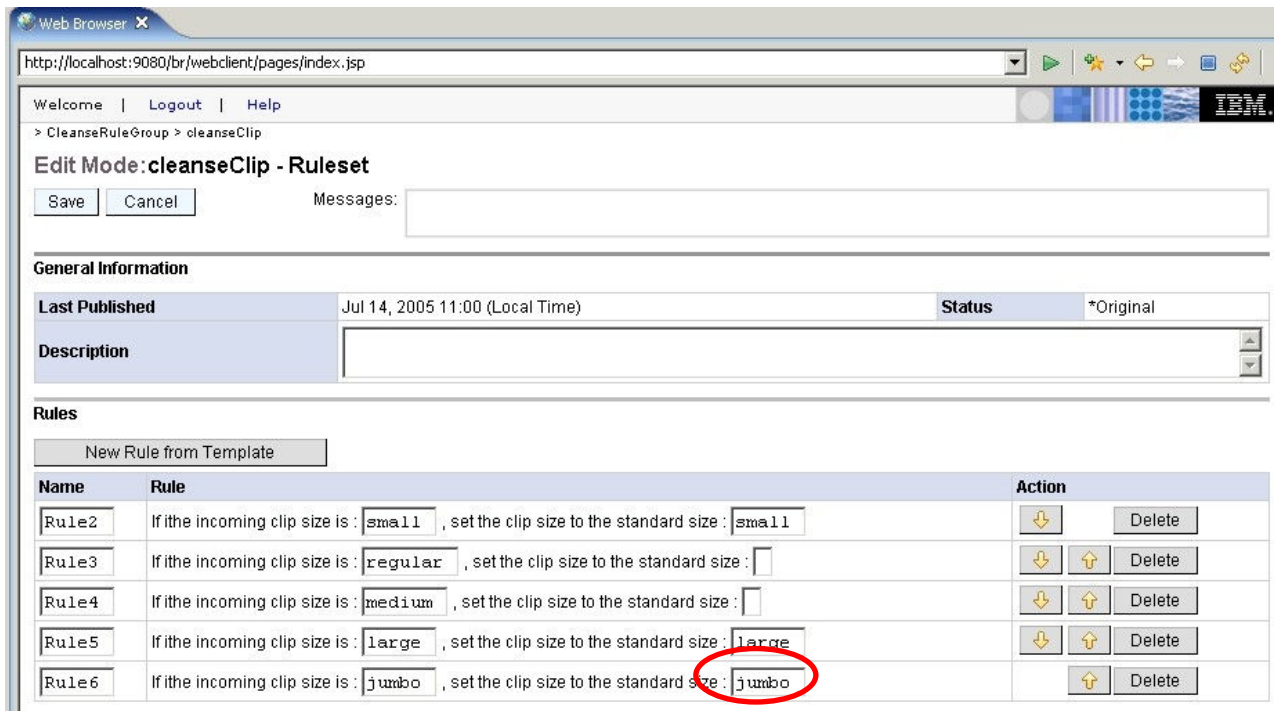 Web Browser
http://localhost:9080/br/webclient/pages/index.jsp
Welcome | Logout | Help
IBM.
> CleanseRuleGroup > cleanseClip
Edit Mode: cleanseClip - Ruleset
Save Cancel Messages:
General Information
Last Published Jul 14, 2005 11:00 (Local Time) Status *Original
Description
Rules
New Rule from Template
Name Rule Action
Rule2 If ithe incoming clip size is : small , set the clip size to the standard size : small Delete
Rule3 If ithe incoming clip size is : regular , set the clip size to the standard size : Delete
Rule4 If ithe incoming clip size is : medium , set the clip size to the standard size : Delete
Rule5 If ithe incoming clip size is : large , set the clip size to the standard size : large Delete
Rule6 If ithe incoming clip size is : jumbo , set the clip size to the standard size : jumbo Delete